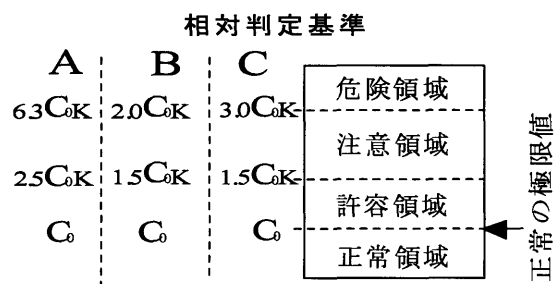 相対判定基準
A B C
6.3C₀K 2.0C₀K 3.0C₀K 危険領域
注意領域
2.5C₀K 1.5C₀K 1.5C₀K
許容領域
C₀ C₀ C₀
正常領域
正常の極限値